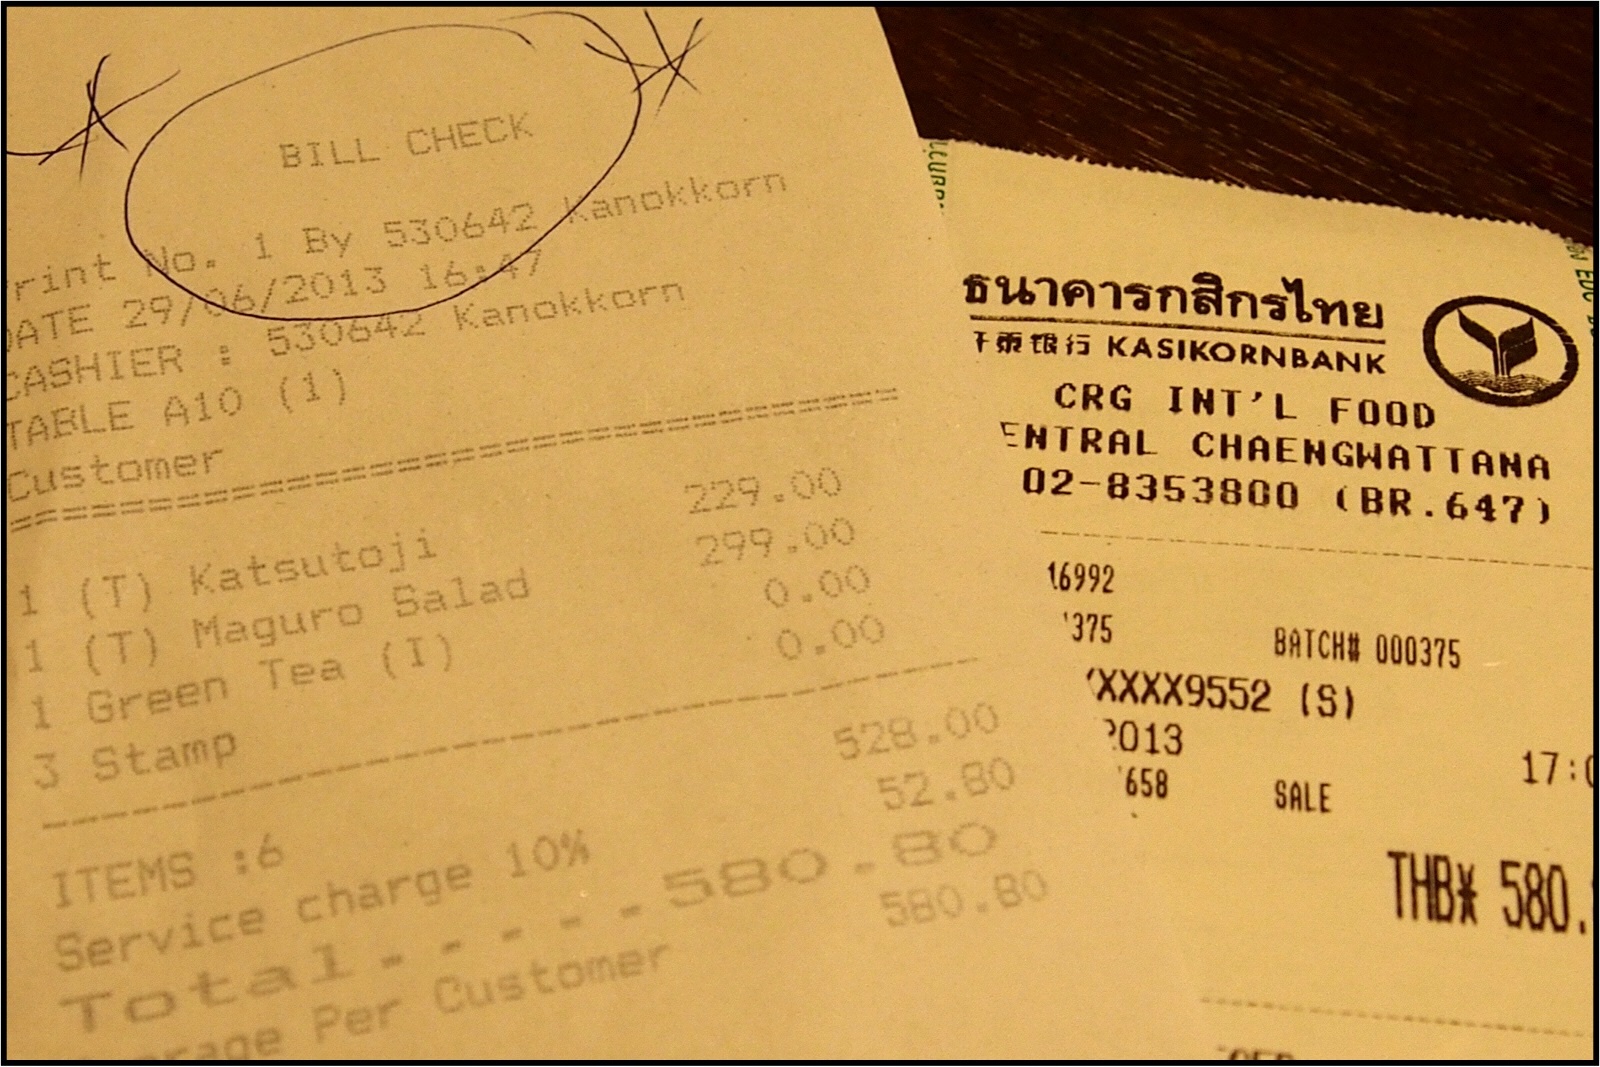 BILL CHECK
Print No. 1 By 530642 Kanokkorn
DATE 29/06/2013 16:47
CASHIER : 530642 Kanokkorn
TABLE A10 (1)
Customer
1 (T) Katsutoji 229.00
1 (T) Maguro Salad 299.00
1 Green Tea (I) 0.00
3 Stamp 0.00
ITEMS :6 528.00
Service charge 10% 52.80
Total 580.80
Average Per Customer 580.80
ธนาคารกสิกรไทย
KASIKORNBANK
CRG INT'L FOOD
ENTRAL CHAENGWATTANA
02-8353800 (BR.647)
16992
375 BATCH# 000375
XXXX9552 (S)
2013 17:0
658 SALE
THB¥ 580.